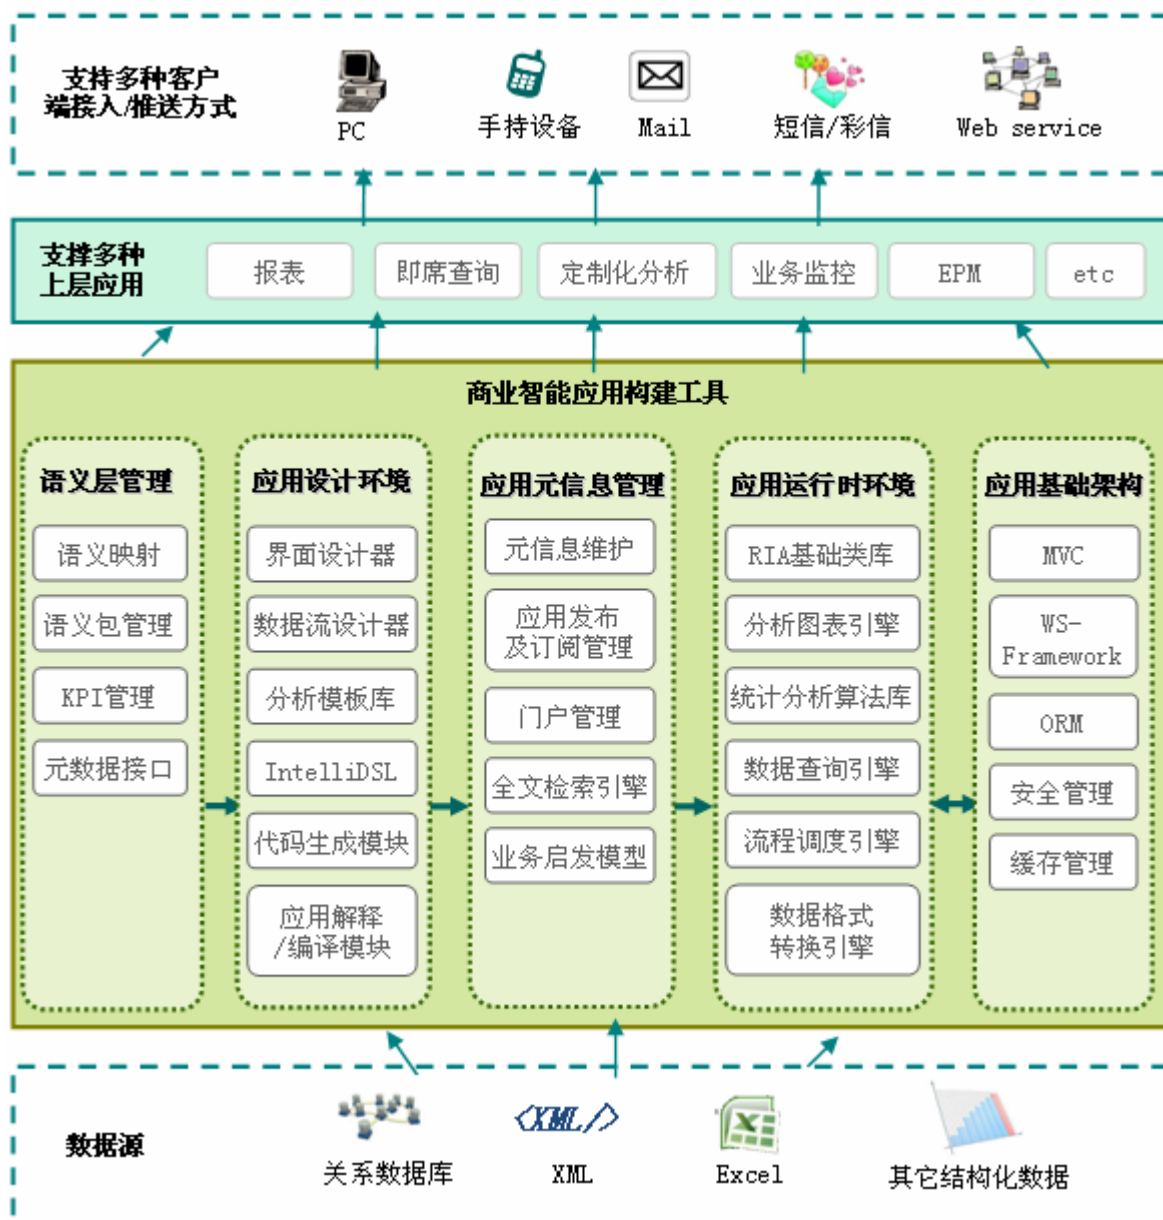 支持多种客户
端接入/推送方式
PC
手持设备
Mail
短信/彩信
Web service
支撑多种
上层应用
报表
即席查询
定制化分析
业务监控
EPM
etc
商业智能应用构建工具
语义层管理
语义映射
语义包管理
KPI管理
元数据接口
应用设计环境
界面设计器
数据流设计器
分析模板库
IntelliDSL
代码生成模块
应用解释
/编译模块
应用元信息管理
元信息维护
应用发布
及订阅管理
门户管理
全文检索引擎
业务启发模型
应用运行时环境
RIA基础类库
分析图表引擎
统计分析算法库
数据查询引擎
流程调度引擎
数据格式
转换引擎
应用基础架构
MVC
WS-
Framework
ORM
安全管理
缓存管理
数据源
关系数据库
<XML/>
XML
Excel
其它结构化数据